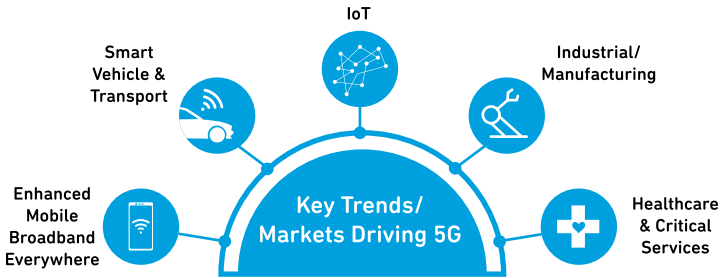 IoT
Smart
Vehicle &
Transport
Industrial/
Manufacturing
Enhanced
Mobile
Broadband
Everywhere
Key Trends/
Markets Driving 5G
Healthcare
& Critical
Services